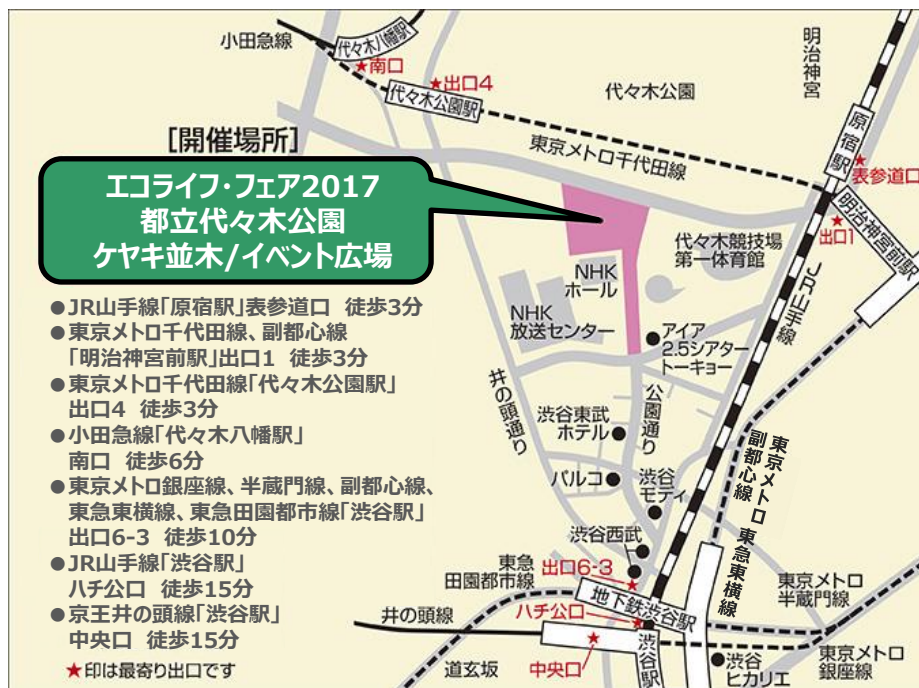 小田急線
代々木八幡駅
★南口
★出口4
代々木公園駅
代々木公園
明治神宮
原宿駅
★表参道口
東京メトロ千代田線
明治神宮前駅
★出口1
[開催場所]
エコライフ・フェア2017
都立代々木公園
ケヤキ並木/イベント広場
代々木競技場
第一体育館
JR山手線
NHK
ホール
NHK
放送センター
●アイア
2.5シアター
トーキョー
井の頭通り
公園通り
渋谷東武
ホテル●
パルコ●
渋谷
モディ
渋谷西武
東京メトロ
副都心線
東急東横線
●JR山手線「原宿駅」表参道口 徒歩3分
●東京メトロ千代田線、副都心線
「明治神宮前駅」出口1 徒歩3分
●東京メトロ千代田線「代々木公園駅」
出口4 徒歩3分
●小田急線「代々木八幡駅」
南口 徒歩6分
●東京メトロ銀座線、半蔵門線、副都心線、
東急東横線、東急田園都市線「渋谷駅」
出口6-3 徒歩10分
●JR山手線「渋谷駅」
ハチ公口 徒歩15分
●京王井の頭線「渋谷駅」
中央口 徒歩15分
★印は最寄り出口です
東急
田園都市線
出口6-3
地下鉄渋谷駅
ハチ公口
井の頭線
渋谷駅
中央口
道玄坂
東京メトロ
半蔵門線
東京メトロ
銀座線
●渋谷
ヒカリエ